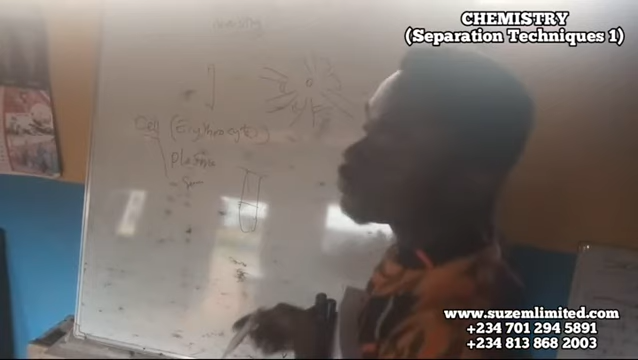 CHEMISTRY
(Separation Techniques 1)
Cell (Erythrocyte)
Plasma
www.suzemlimited.com
+234 701 294 5891
+234 813 868 2003